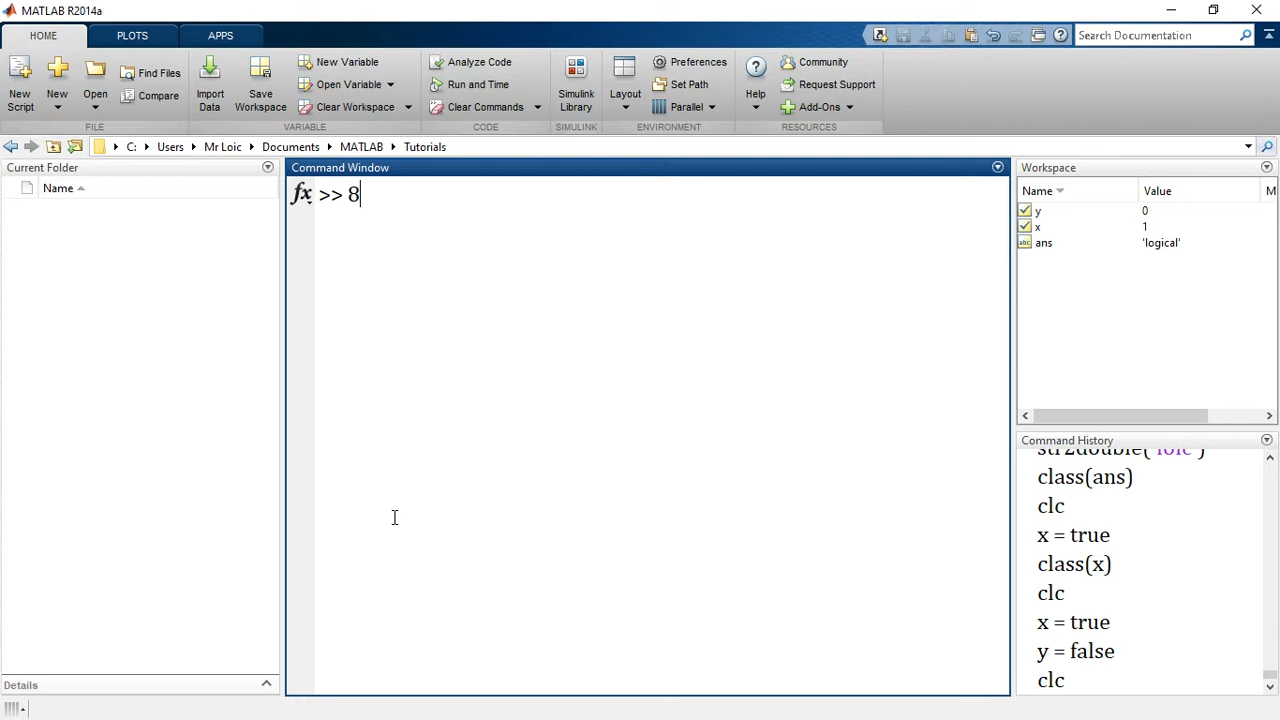 MATLAB R2014a
HOME PLOTS APPS
Search Documentation
New Script
New
Open
Find Files
Compare
FILE
Import Data
Save Workspace
New Variable
Open Variable
Clear Workspace
VARIABLE
Analyze Code
Run and Time
Clear Commands
CODE
Simulink Library
SIMULINK
Layout
Preferences
Set Path
Parallel
ENVIRONMENT
Help
Community
Request Support
Add-Ons
RESOURCES
C: Users Mr Loic Documents MATLAB Tutorials
Current Folder
Name
Details
Command Window
fx >> 8
Workspace
Name Value M
y 0
x 1
abc ans 'logical'
Command History
str2double('loic')
class(ans)
clc
x = true
class(x)
clc
x = true
y = false
clc